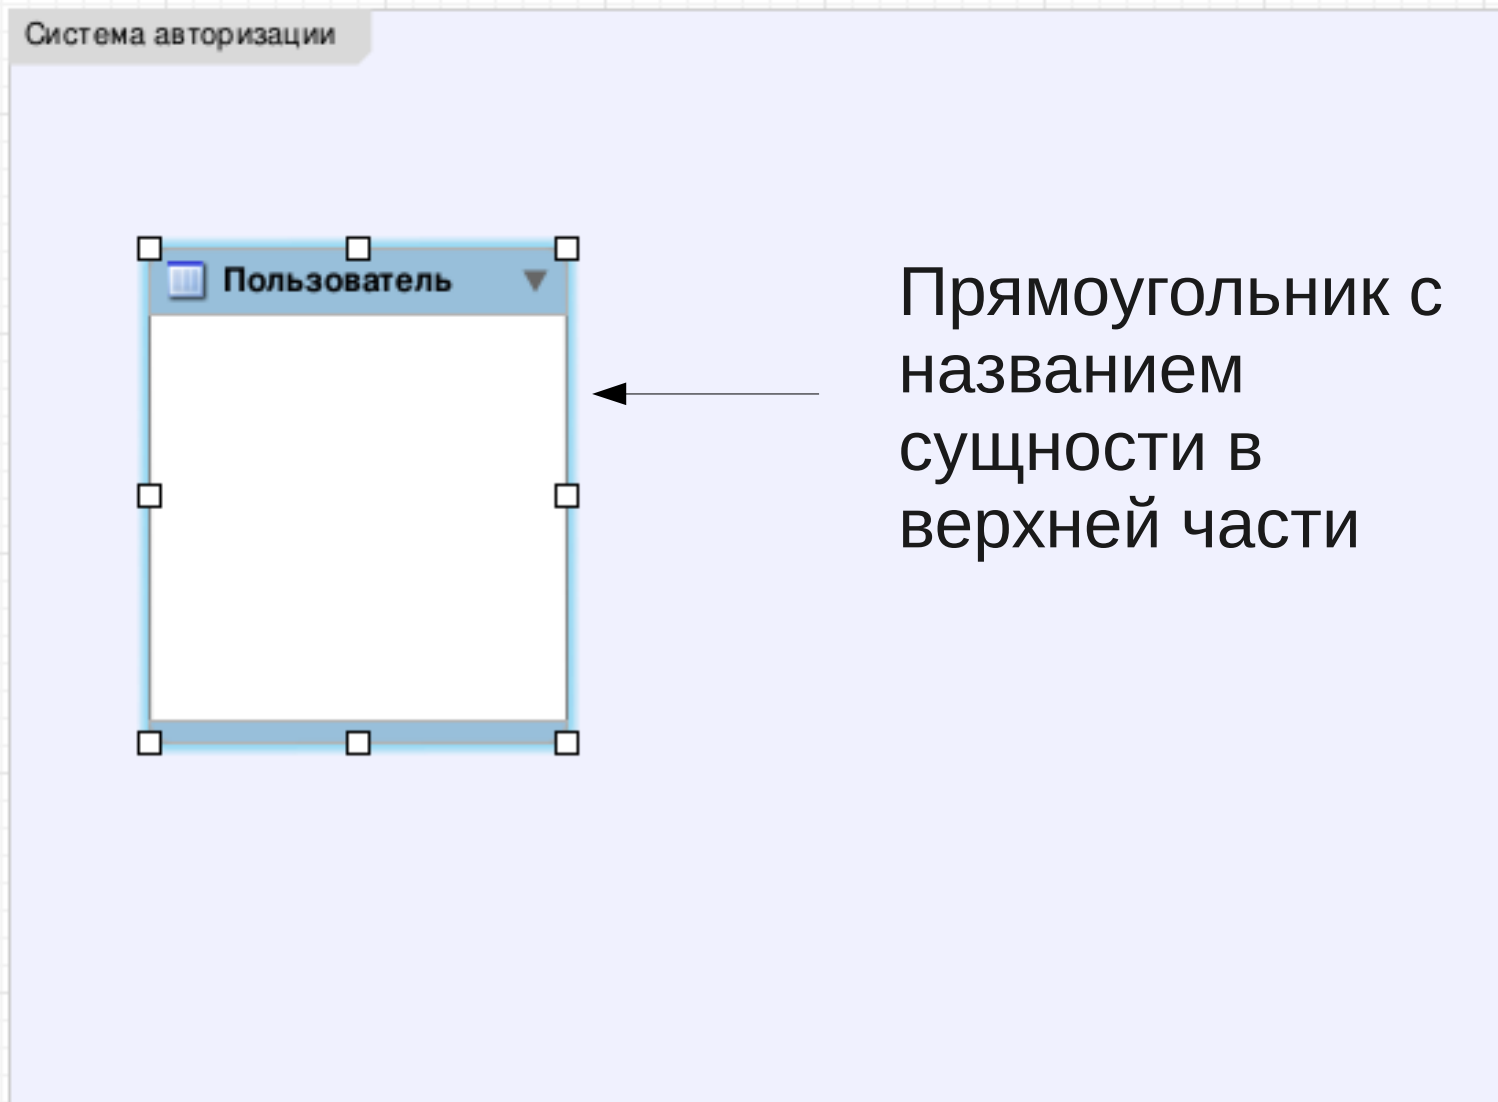 Система авторизации
Пользователь
Прямоугольник с
названием
сущности в
верхней части